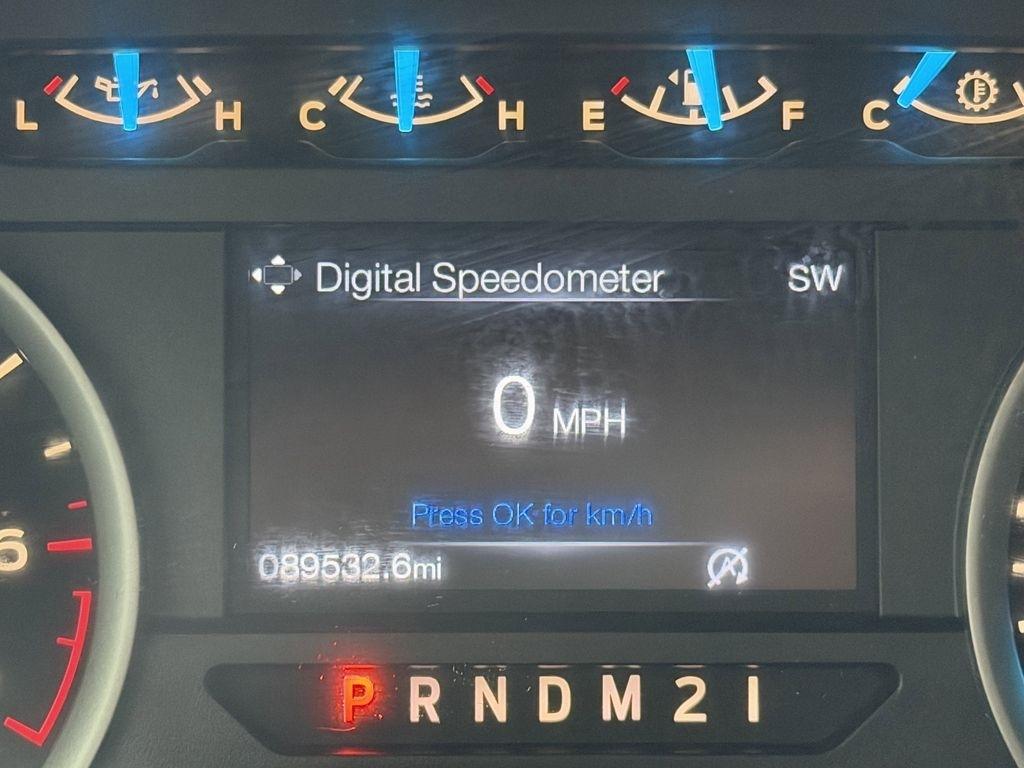 L H C H E F C
Digital Speedometer SW
0 MPH
Press OK for km/h
6
089532.6mi
P R N D M 2 1